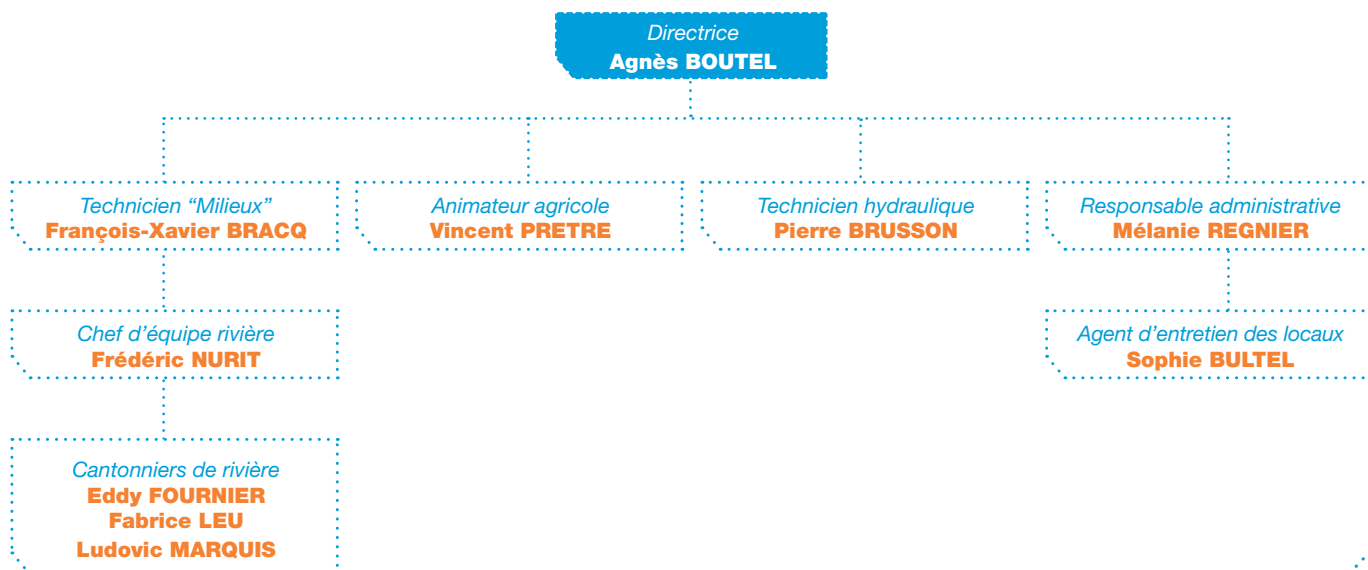 Directrice
Agnès BOUTEL
Technicien “Milieux”
François-Xavier BRACQ
Animateur agricole
Vincent PRETRE
Technicien hydraulique
Pierre BRUSSON
Responsable administrative
Mélanie REGNIER
Chef d’équipe rivière
Frédéric NURIT
Agent d’entretien des locaux
Sophie BULTEL
Cantonniers de rivière
Eddy FOURNIER
Fabrice LEU
Ludovic MARQUIS